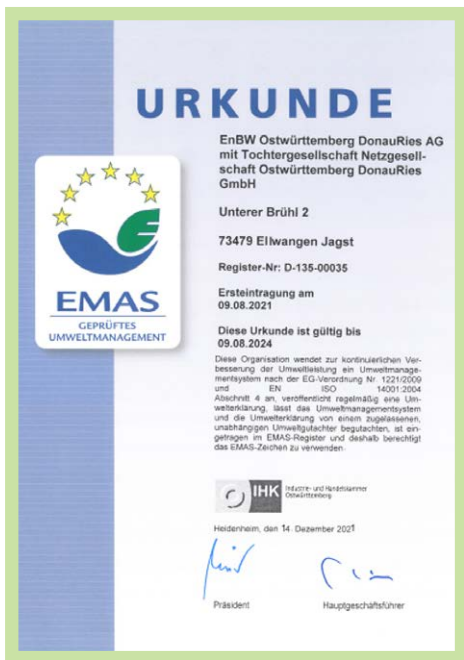 URKUNDE
EnBW Ostwürttemberg DonauRies AG
mit Tochtergesellschaft Netzgesell-
schaft Ostwürttemberg DonauRies
GmbH
Unterer Brühl 2
73479 Ellwangen Jagst
Register-Nr: D-135-00035
Ersteintragung am
09.08.2021
Diese Urkunde ist gültig bis
09.08.2024
EMAS
GEPRÜFTES
UMWELTMANAGEMENT
Diese Organisation wendet zur kontinuierlichen Ver-
besserung der Umweltleistung ein Umweltmanage-
mentsystem nach der EG-Verordnung Nr. 1221/2009
und EN ISO 14001:2004
Abschnitt 4 an, veröffentlicht regelmäßig eine Um-
welterklärung, lässt das Umweltmanagementsystem
und die Umwelterklärung von einem zugelassenen,
unabhängigen Umweltgutachter begutachten, ist ein-
getragen im EMAS-Register und deshalb berechtigt
das EMAS-Zeichen zu verwenden.
IHK Industrie- und Handelskammer
Ostwürttemberg
Heidenheim, den 14. Dezember 2021
Präsident Hauptgeschäftsführer